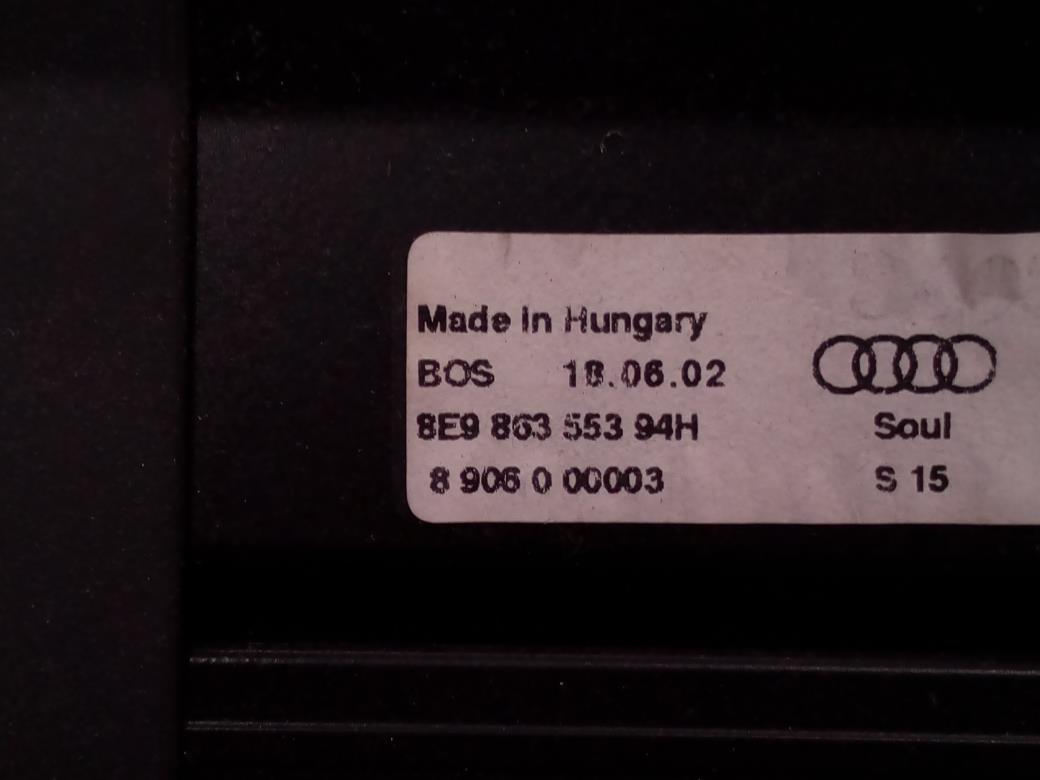 Made in Hungary
BOS 18.06.02
8E9 863 553 94H
Soul
8 906 0 00003
S 15